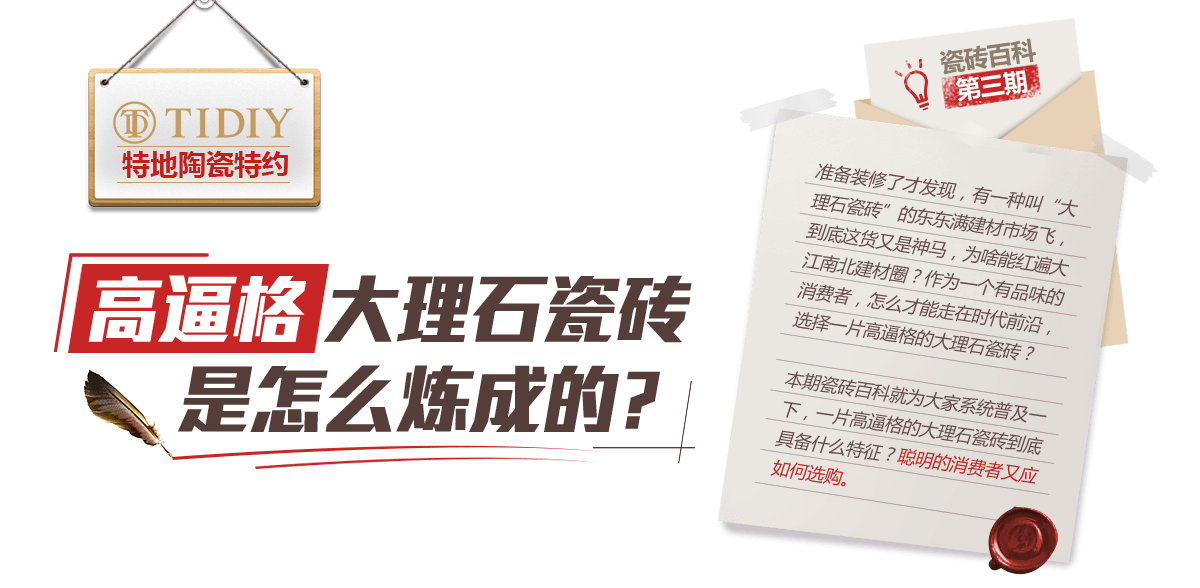 TD TIDIY
特地陶瓷特约
高逼格大理石瓷砖
是怎么炼成的?
瓷砖百科
第三期
准备装修了才发现，有一种叫“大
理石瓷砖”的东东满建材市场飞，
到底这货又是神马，为啥能红遍大
江南北建材圈？作为一个有品味的
消费者，怎么才能走在时代前沿，
选择一片高逼格的大理石瓷砖？
本期瓷砖百科就为大家系统普及一
下，一片高逼格的大理石瓷砖到底
具备什么特征？聪明的消费者又应
如何选购。